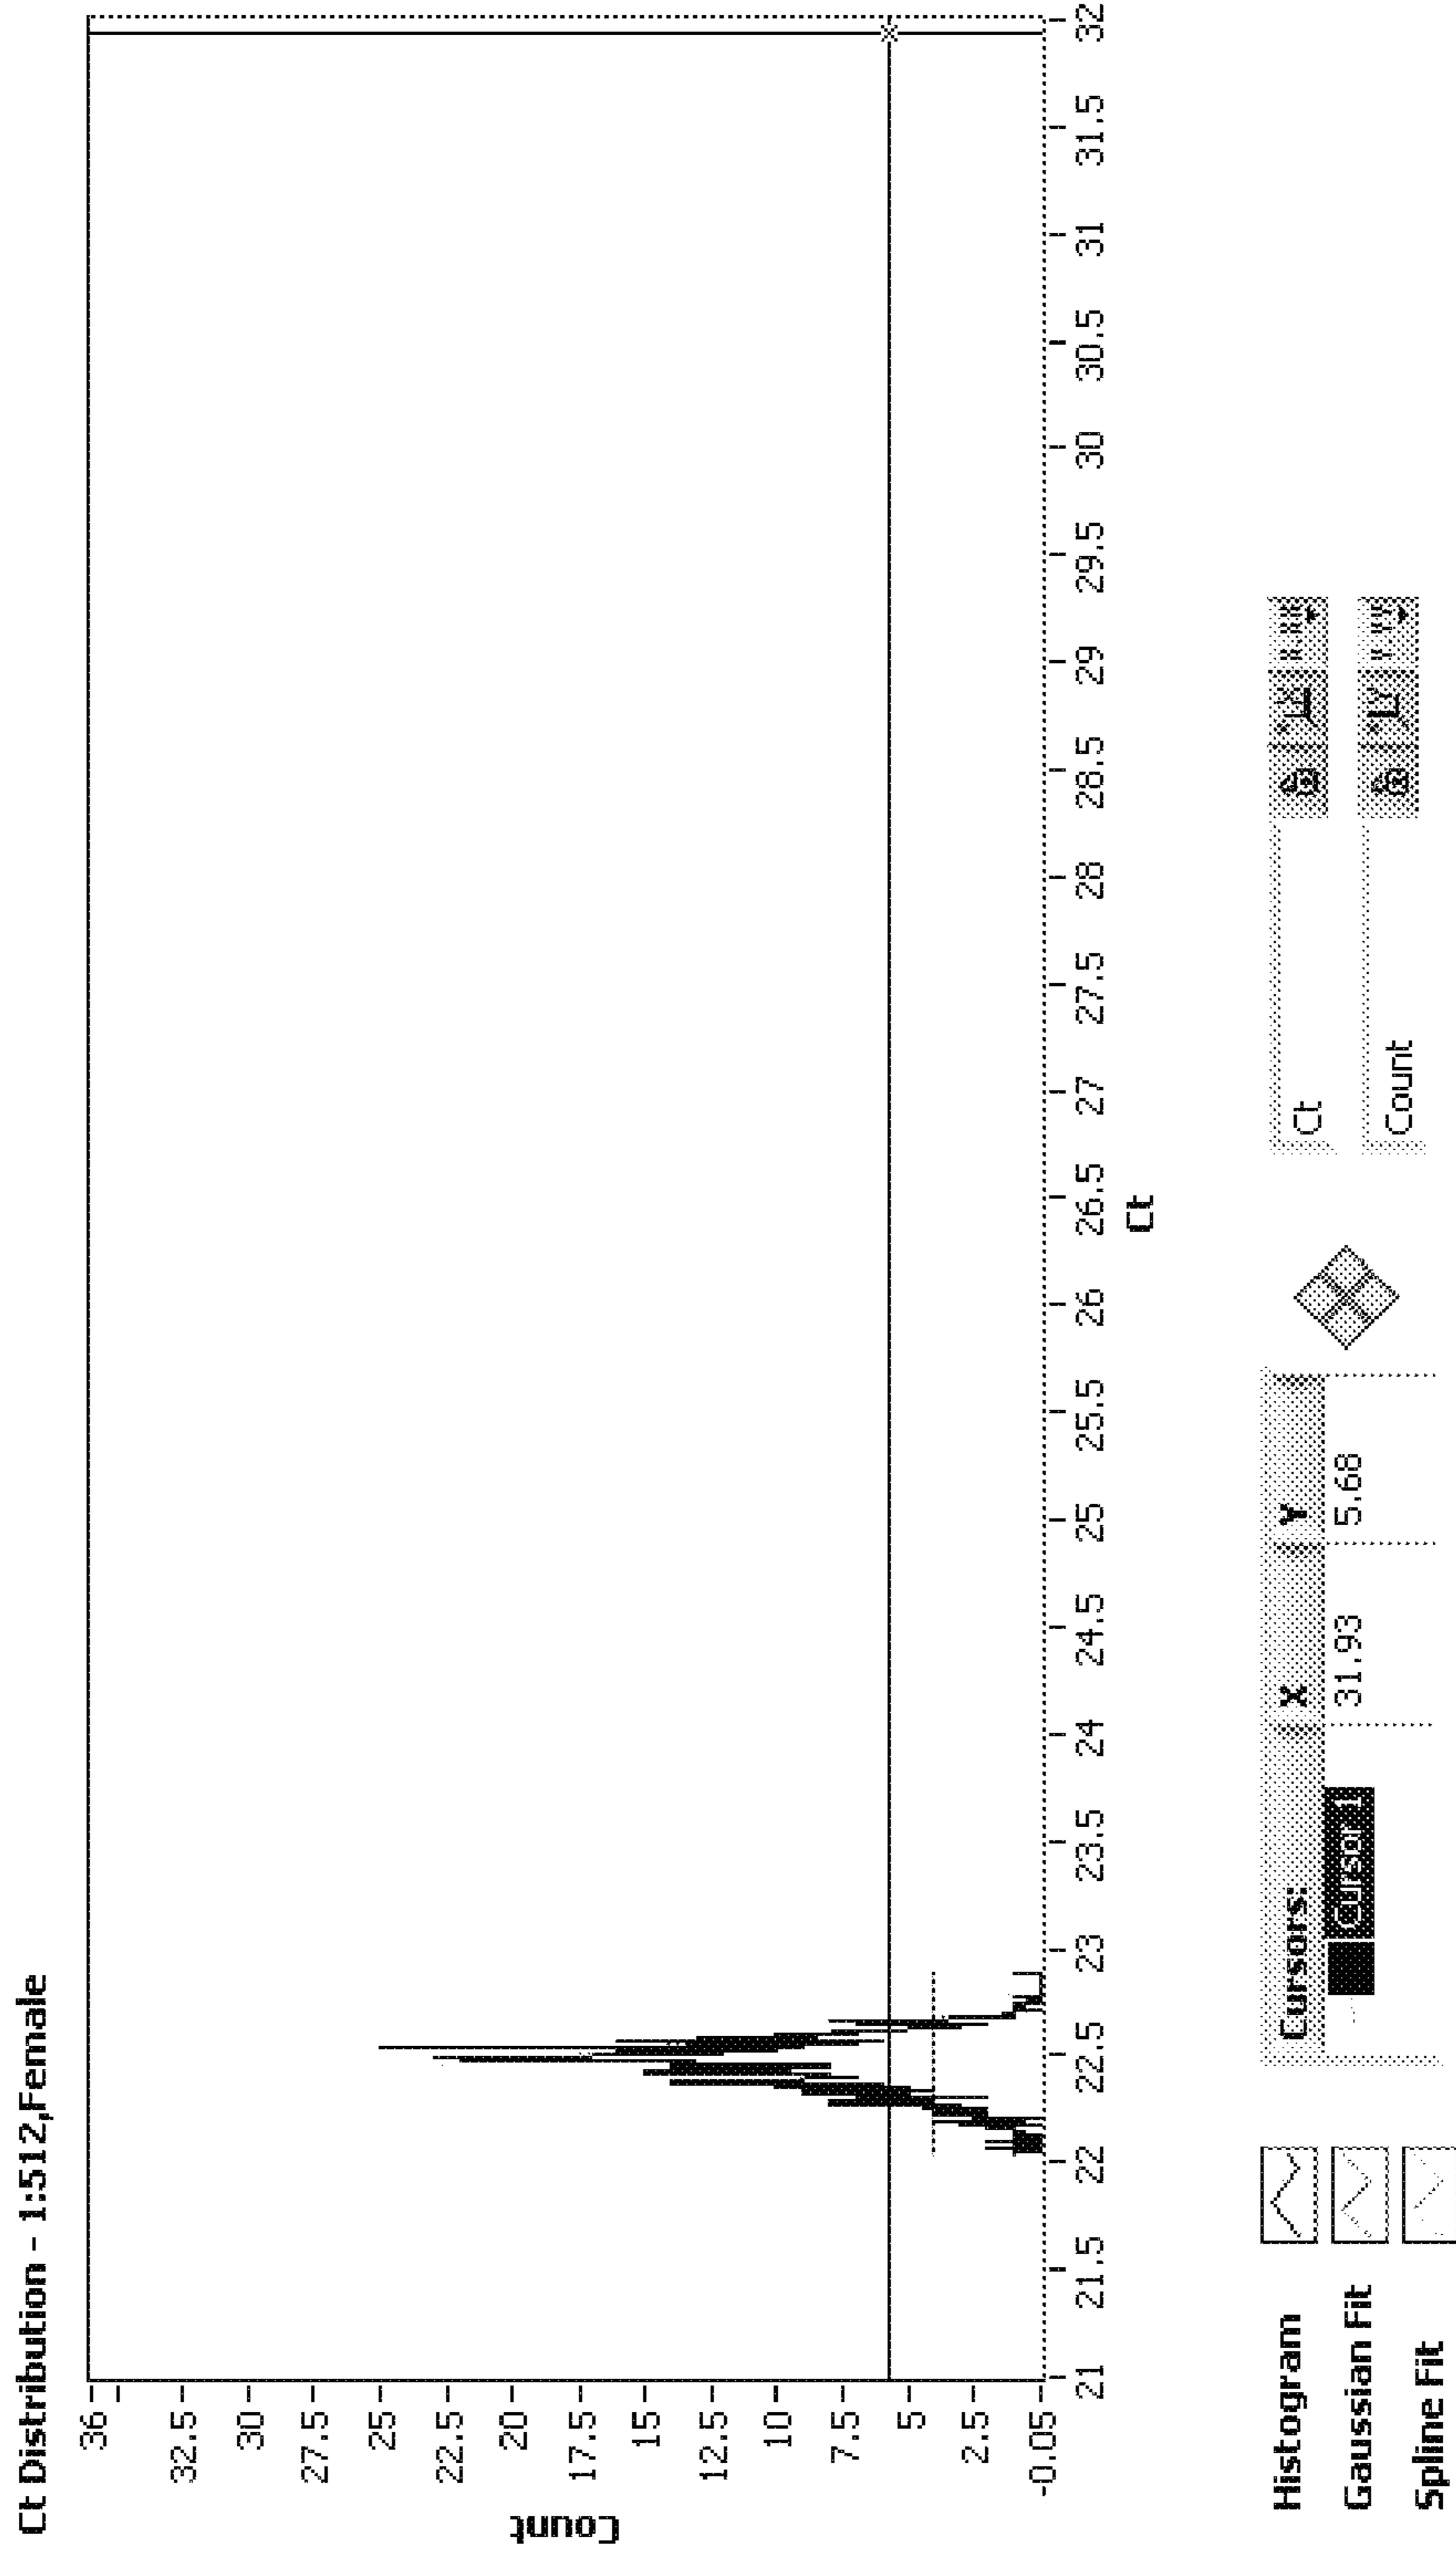 Ct Distribution - 1:512,Female
Count
36
32.5
30
27.5
25
22.5
20
17.5
15
12.5
10
7.5
5
2.5
-0.05
21 21.5 22 22.5 23 23.5 24 24.5 25 25.5 26 26.5 27 27.5 28 28.5 29 29.5 30 30.5 31 31.5 32
Ct
Histogram
Gaussian Fit
Spline Fit
Cursors: X Y
Cursor 1 31.93 5.68
Ct
Count